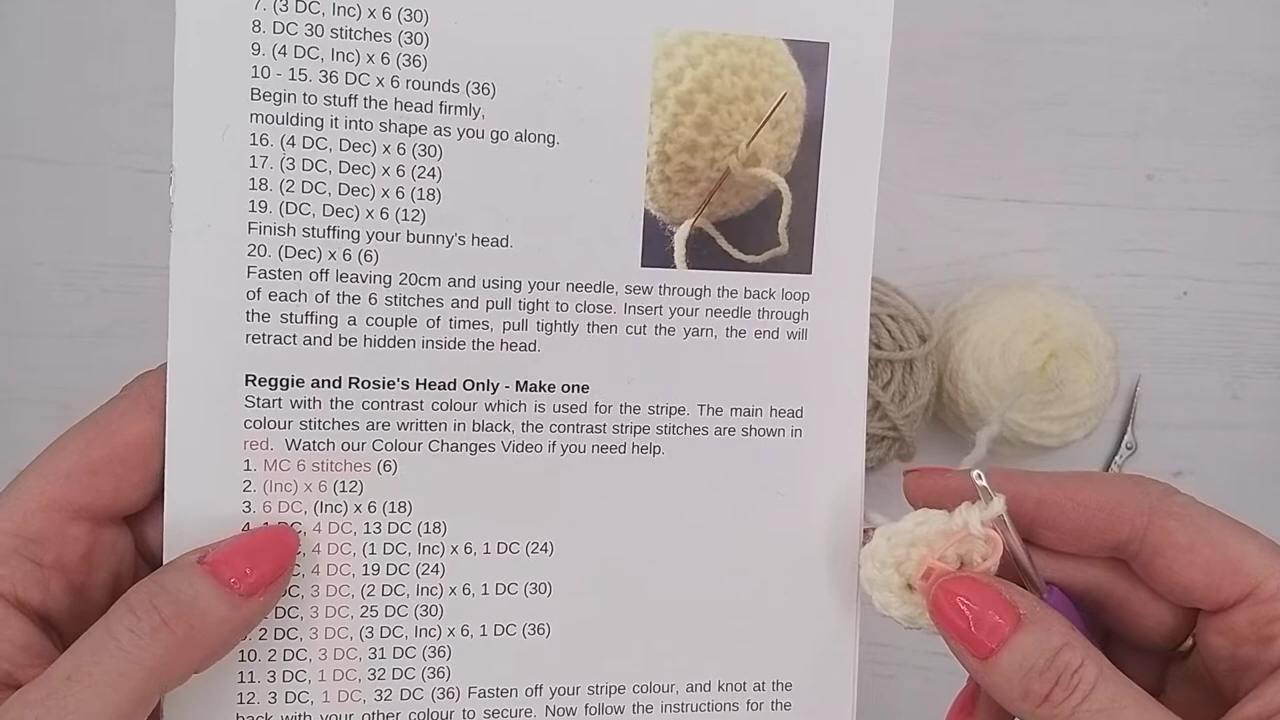 7. (3 DC, Inc) x 6 (30)
8. DC 30 stitches (30)
9. (4 DC, Inc) x 6 (36)
10 - 15. 36 DC x 6 rounds (36)
Begin to stuff the head firmly,
moulding it into shape as you go along.
16. (4 DC, Dec) x 6 (30)
17. (3 DC, Dec) x 6 (24)
18. (2 DC, Dec) x 6 (18)
19. (DC, Dec) x 6 (12)
Finish stuffing your bunny's head.
20. (Dec) x 6 (6)
Fasten off leaving 20cm and using your needle, sew through the back loop
of each of the 6 stitches and pull tight to close. Insert your needle through
the stuffing a couple of times, pull tightly then cut the yarn, the end will
retract and be hidden inside the head.
Reggie and Rosie's Head Only - Make one
Start with the contrast colour which is used for the stripe. The main head
colour stitches are written in black, the contrast stripe stitches are shown in
red. Watch our Colour Changes Video if you need help.
1. MC 6 stitches (6)
2. (Inc) x 6 (12)
3. 6 DC, (Inc) x 6 (18)
4. 1 DC, 4 DC, 13 DC (18)
4 DC, (1 DC, Inc) x 6, 1 DC (24)
4 DC, 19 DC (24)
DC, 3 DC, (2 DC, Inc) x 6, 1 DC (30)
DC, 3 DC, 25 DC (30)
2 DC, 3 DC, (3 DC, Inc) x 6, 1 DC (36)
10. 2 DC, 3 DC, 31 DC (36)
11. 3 DC, 1 DC, 32 DC (36)
12. 3 DC, 1 DC, 32 DC (36) Fasten off your stripe colour, and knot at the
back with your other colour to secure. Now follow the instructions for the